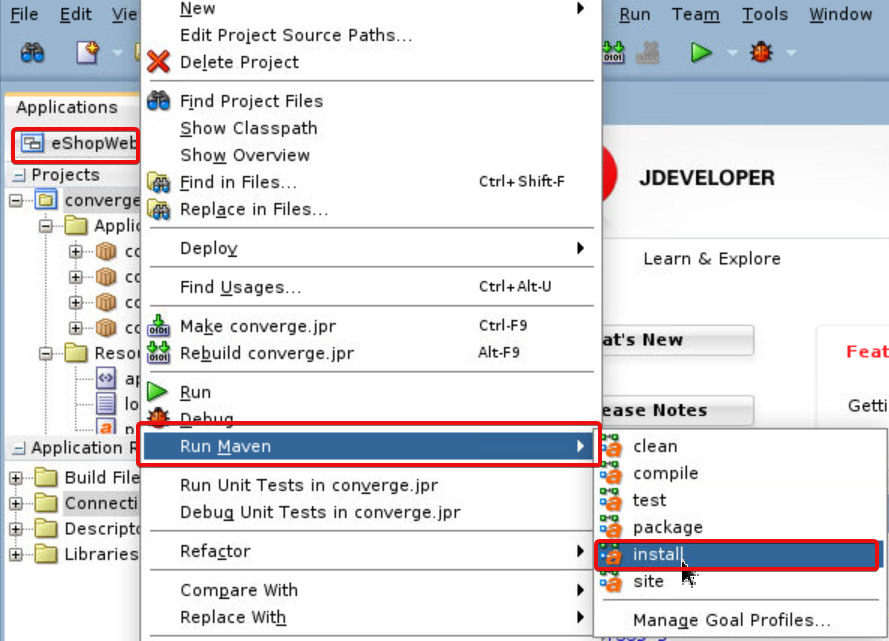 File Edit Vie
Run Team Tools Window
Applications
eShopWeb
Projects
converge
Applic
co
co
co
co
Resou
ap
lo
p
Application R
Build File
Connecti
Descripto
Libraries
New
Edit Project Source Paths...
Delete Project
Find Project Files
Show Classpath
Show Overview
Find in Files... Ctrl+Shift-F
Replace in Files...
Deploy
Find Usages... Ctrl+Alt-U
Make converge.jpr Ctrl-F9
Rebuild converge.jpr Alt-F9
Run
Debug
Run Maven
Run Unit Tests in converge.jpr
Debug Unit Tests in converge.jpr
Refactor
Compare With
Replace With
clean
compile
test
package
install
site
Manage Goal Profiles...
JDEVELOPER
Learn & Explore
at's New
ease Notes
Feat
Getti